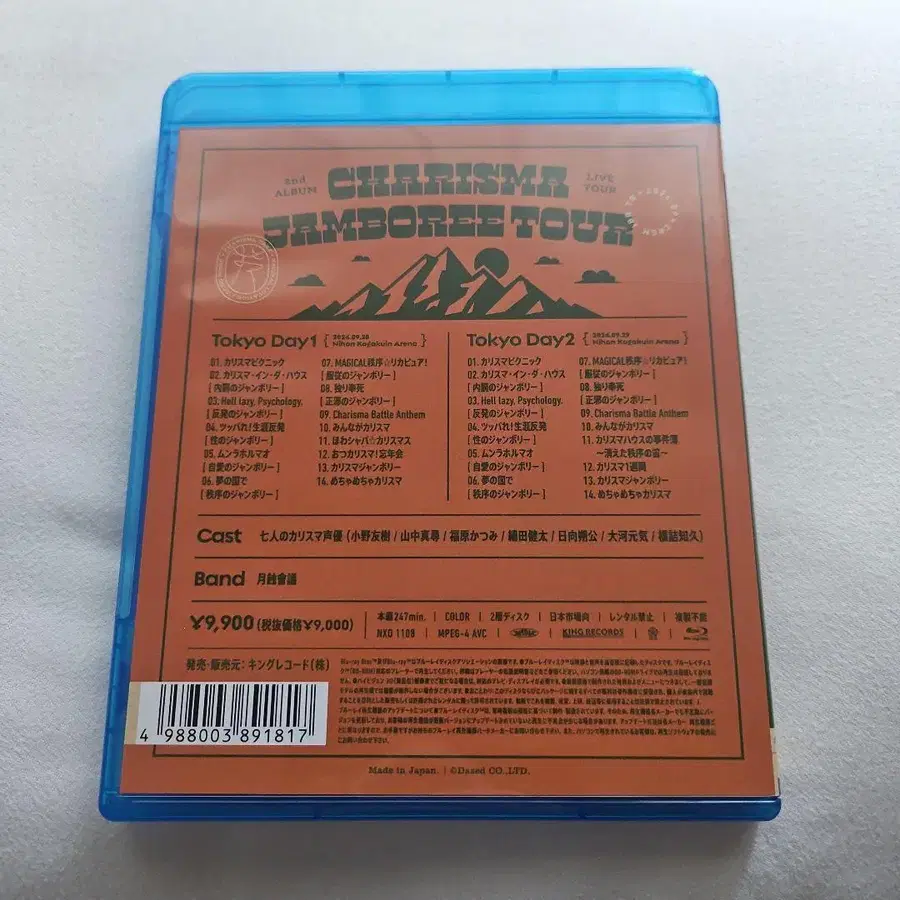 2nd ALBUM
CHARISMA
LIVE TOUR
JAMBOREE TOUR
Tokyo Day1
2024.09.28
Nihon Kogakuin Arena
01. カリスマピクニック
02. カリスマ・イン・ダ・ハウス
[ 内観のジャンボリー ]
03. Hell lazy, Psychology.
[ 反発のジャンボリー ]
04. ツッパれ!生涯反発
[ 性のジャンボリー ]
05. ムンラホルマオ
[ 自愛のジャンボリー ]
06. 夢の国で
[ 秩序のジャンボリー ]
07. MAGICAL秩序☆リカピュア!
[ 服従のジャンボリー ]
08. 独り奉死
[ 正邪のジャンボリー ]
09. Charisma Battle Anthem
10. みんながカリスマ
11. ほわシャバ☆カリスマス
12. おつカリスマ!忘年会
13. カリスマジャンボリー
14. めちゃめちゃカリスマ
Tokyo Day2
2024.09.29
Nihon Kogakuin Arena
01. カリスマピクニック
02. カリスマ・イン・ダ・ハウス
[ 内観のジャンボリー ]
03. Hell lazy, Psychology.
[ 反発のジャンボリー ]
04. ツッパれ!生涯反発
[ 性のジャンボリー ]
05. ムンラホルマオ
[ 自愛のジャンボリー ]
06. 夢の国で
[ 秩序のジャンボリー ]
07. MAGICAL秩序☆リカピュア!
[ 服従のジャンボリー ]
08. 独り奉死
[ 正邪のジャンボリー ]
09. Charisma Battle Anthem
10. みんながカリスマ
11. カリスマハウスの事件簿
〜消えた秩序の笛〜
12. カリスマ1週間
13. カリスマジャンボリー
14. めちゃめちゃカリスマ
Cast 七人のカリスマ声優 (小野友樹 / 山中真尋 / 福原かつみ / 細田健太 / 日向朔公 / 大河元気 / 橋詰知久)
Band 月蝕會議
¥9,900 (税抜価格¥9,000)
本編247min. | COLOR | 2層ディスク | 日本市場向 | レンタル禁止 | 複製不能
NXD 1108 | MPEG-4 AVC | KING RECORDS
発売・販売元:キングレコード(株)
4 988003 891817
Made in Japan. | ©Dazed CO.,LTD.